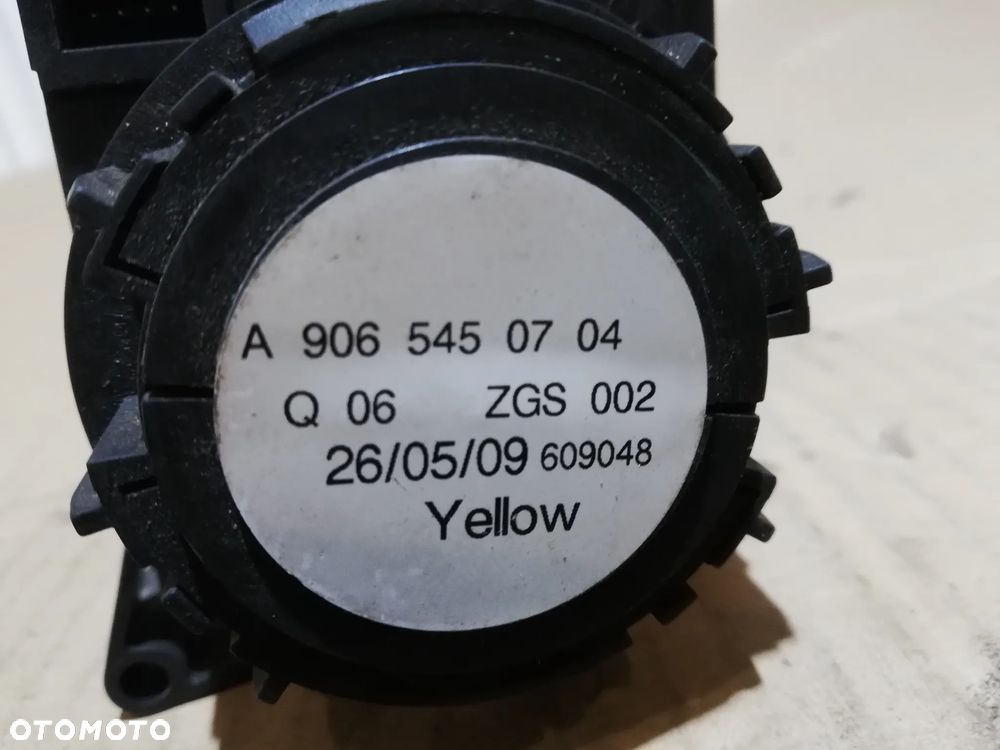 A 906 545 07 04
Q 06 ZGS 002
26/05/09 609048
Yellow
OTOMOTO